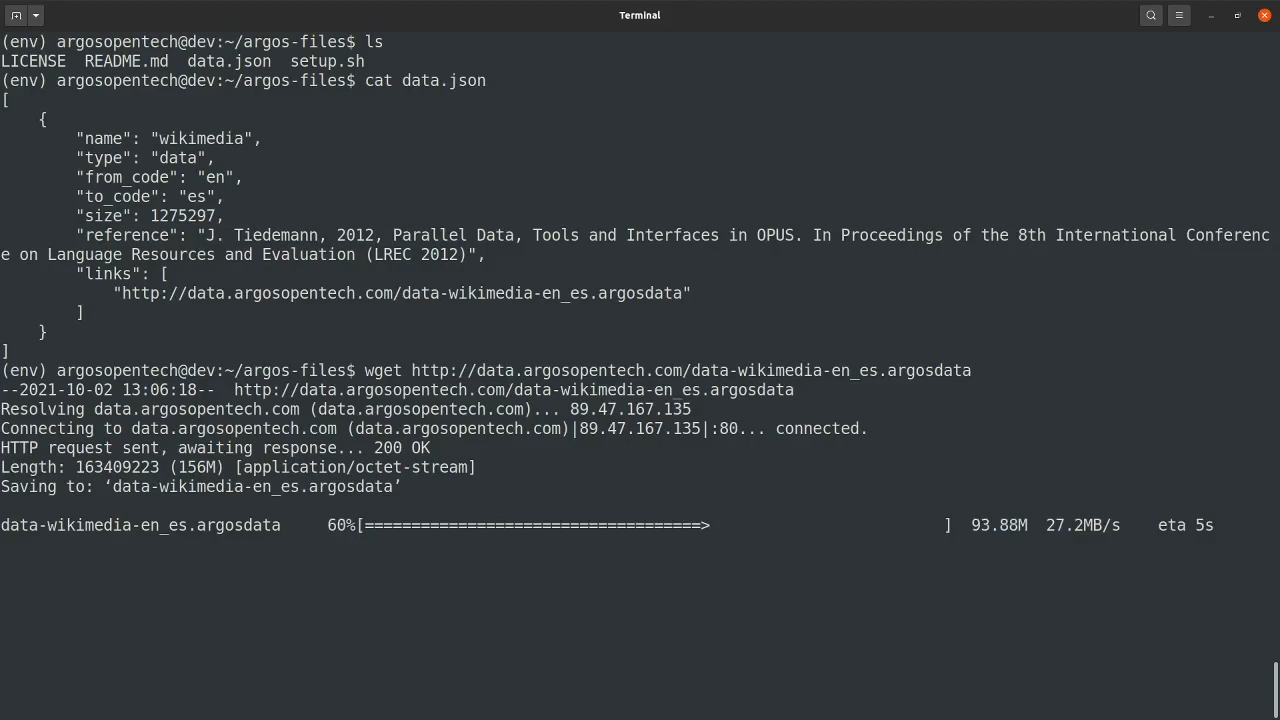 Terminal
(env) argosopentech@dev:~/argos-files$ ls
LICENSE  README.md  data.json  setup.sh
(env) argosopentech@dev:~/argos-files$ cat data.json
[
    {
        "name": "wikimedia",
        "type": "data",
        "from_code": "en",
        "to_code": "es",
        "size": 1275297,
        "reference": "J. Tiedemann, 2012, Parallel Data, Tools and Interfaces in OPUS. In Proceedings of the 8th International Conferenc
e on Language Resources and Evaluation (LREC 2012)",
        "links": [
            "http://data.argosopentech.com/data-wikimedia-en_es.argosdata"
        ]
    }
]
(env) argosopentech@dev:~/argos-files$ wget http://data.argosopentech.com/data-wikimedia-en_es.argosdata
--2021-10-02 13:06:18--  http://data.argosopentech.com/data-wikimedia-en_es.argosdata
Resolving data.argosopentech.com (data.argosopentech.com)... 89.47.167.135
Connecting to data.argosopentech.com (data.argosopentech.com)|89.47.167.135|:80... connected.
HTTP request sent, awaiting response... 200 OK
Length: 163409223 (156M) [application/octet-stream]
Saving to: ‘data-wikimedia-en_es.argosdata’

data-wikimedia-en_es.argosdata     60%[====================================>                         ]  93.88M  27.2MB/s    eta 5s